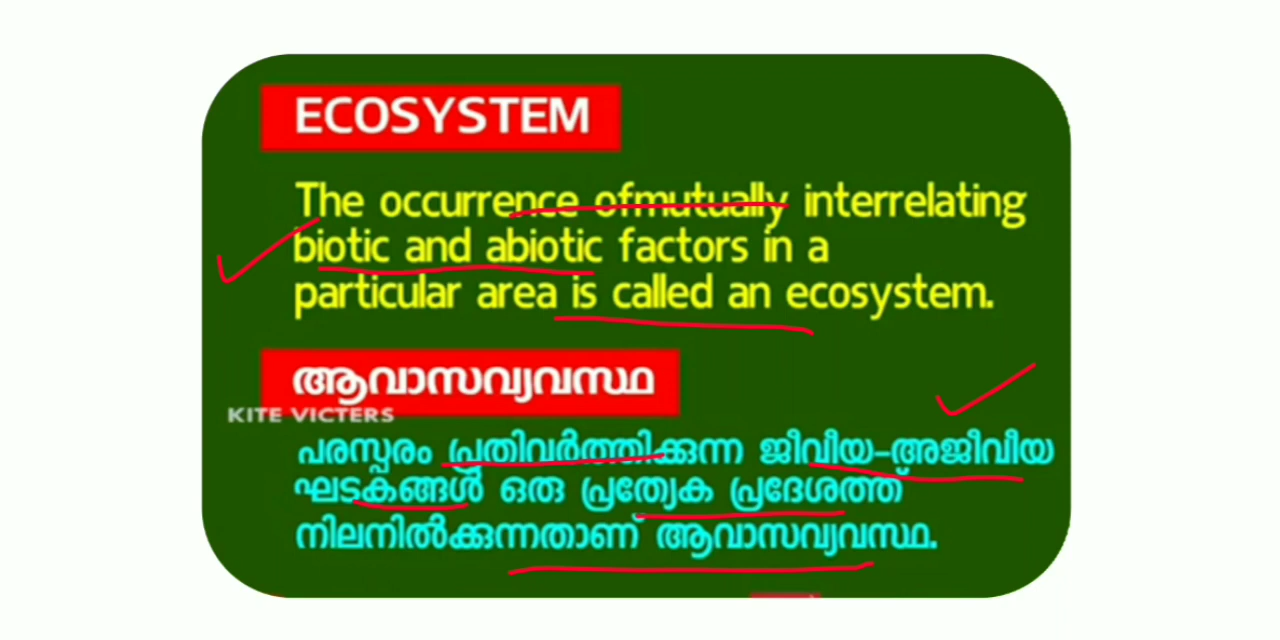 ECOSYSTEM
The occurrence ofmutually interrelating
biotic and abiotic factors in a
particular area is called an ecosystem.
ആവാസവ്യവസ്ഥ
KITE VICTERS
പരസ്പരം പ്രതിവർത്തിക്കുന്ന ജീവീയ-അജീവീയ
ഘടകങ്ങൾ ഒരു പ്രത്യേക പ്രദേശത്ത്
നിലനിൽക്കുന്നതാണ് ആവാസവ്യവസ്ഥ.